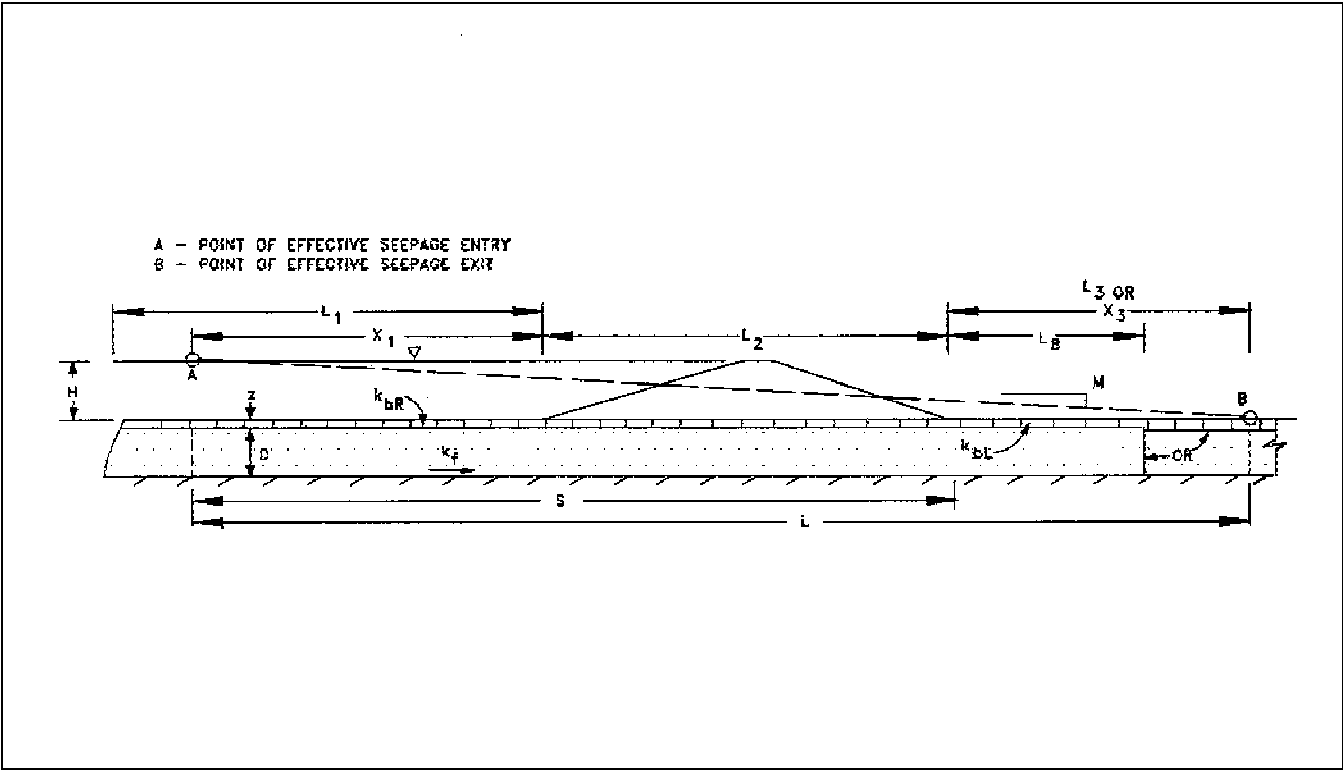 A – POINT OF EFFECTIVE SEEPAGE ENTRY
B – POINT OF EFFECTIVE SEEPAGE EXIT
L3 OR
X3
L1
X1
L2
LB
A
H
M
B
z
kbR
D
kf
kbL
OR
S
L